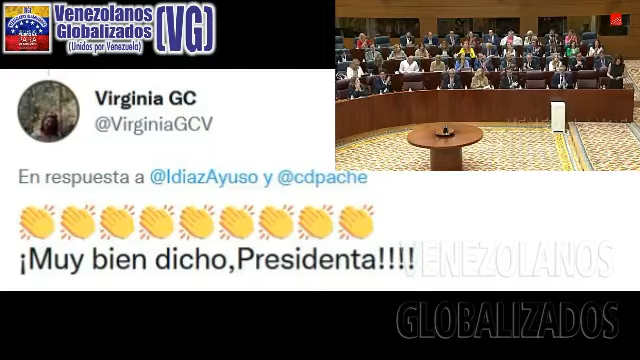 Venezolanos
Globalizados
(Unidos por Venezuela)
(VG)
Virginia GC
@VirginiaGCV
En respuesta a @IdiazAyuso y @cdpache
👏👏👏👏👏👏👏👏👏
¡Muy bien dicho,Presidenta!!!!
VENEZOLANOS
GLOBALIZADOS